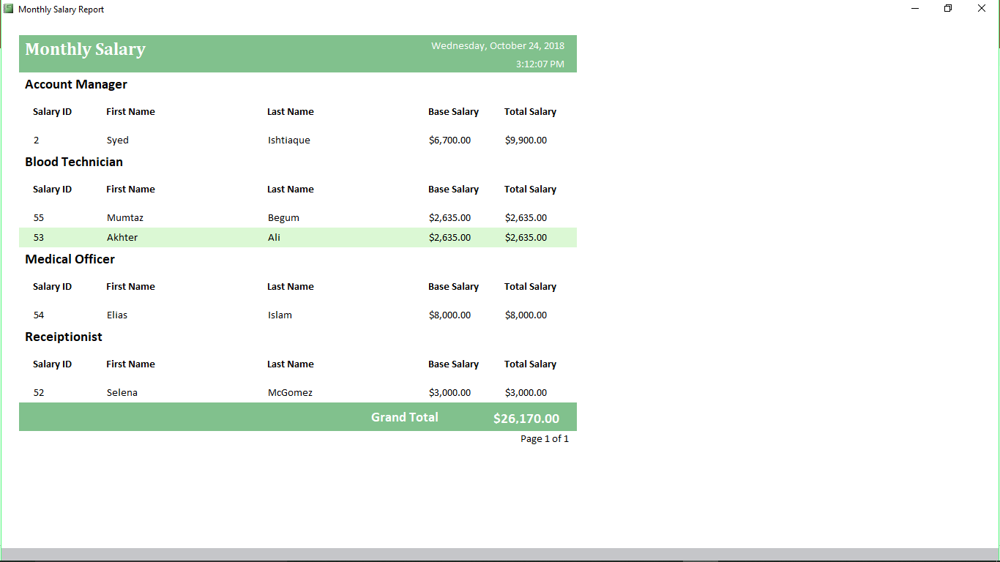 Monthly Salary Report
Monthly Salary Wednesday, October 24, 2018
3:12:07 PM
Account Manager
Salary ID First Name Last Name Base Salary Total Salary
2 Syed Ishtiaque $6,700.00 $9,900.00
Blood Technician
Salary ID First Name Last Name Base Salary Total Salary
55 Mumtaz Begum $2,635.00 $2,635.00
53 Akhter Ali $2,635.00 $2,635.00
Medical Officer
Salary ID First Name Last Name Base Salary Total Salary
54 Elias Islam $8,000.00 $8,000.00
Receiptionist
Salary ID First Name Last Name Base Salary Total Salary
52 Selena McGomez $3,000.00 $3,000.00
Grand Total $26,170.00
Page 1 of 1